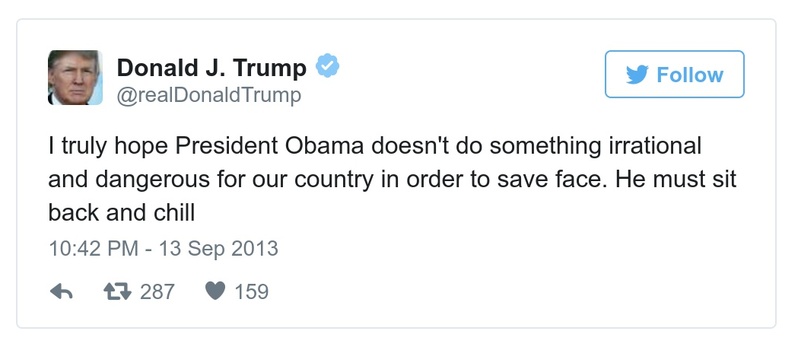 Donald J. Trump
@realDonaldTrump
Follow
I truly hope President Obama doesn't do something irrational
and dangerous for our country in order to save face. He must sit
back and chill
10:42 PM - 13 Sep 2013
287 159